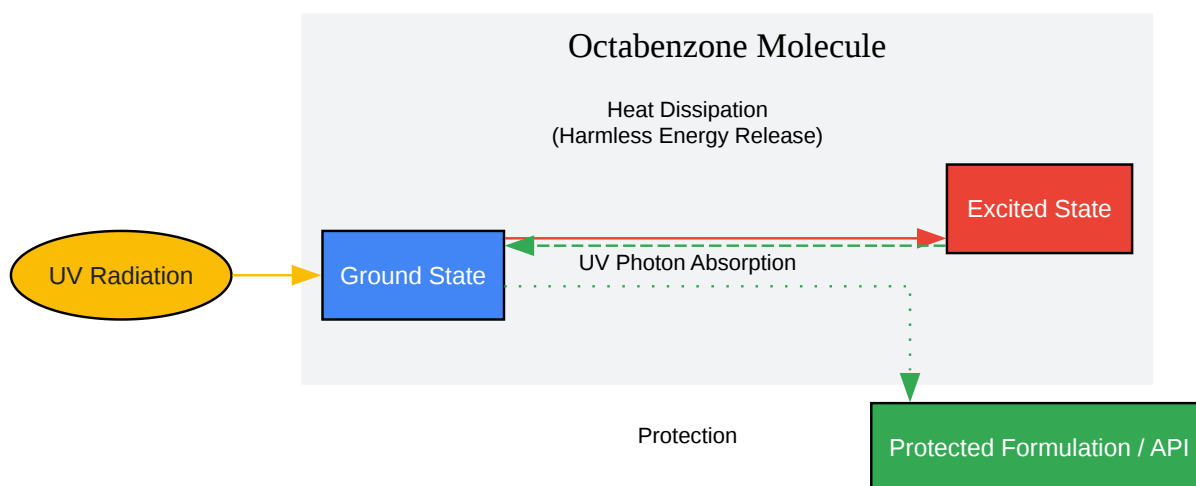 Octabenzone Molecule
Heat Dissipation
(Harmless Energy Release)
Excited State
UV Radiation
Ground State
UV Photon Absorption
Protection
Protected Formulation / API